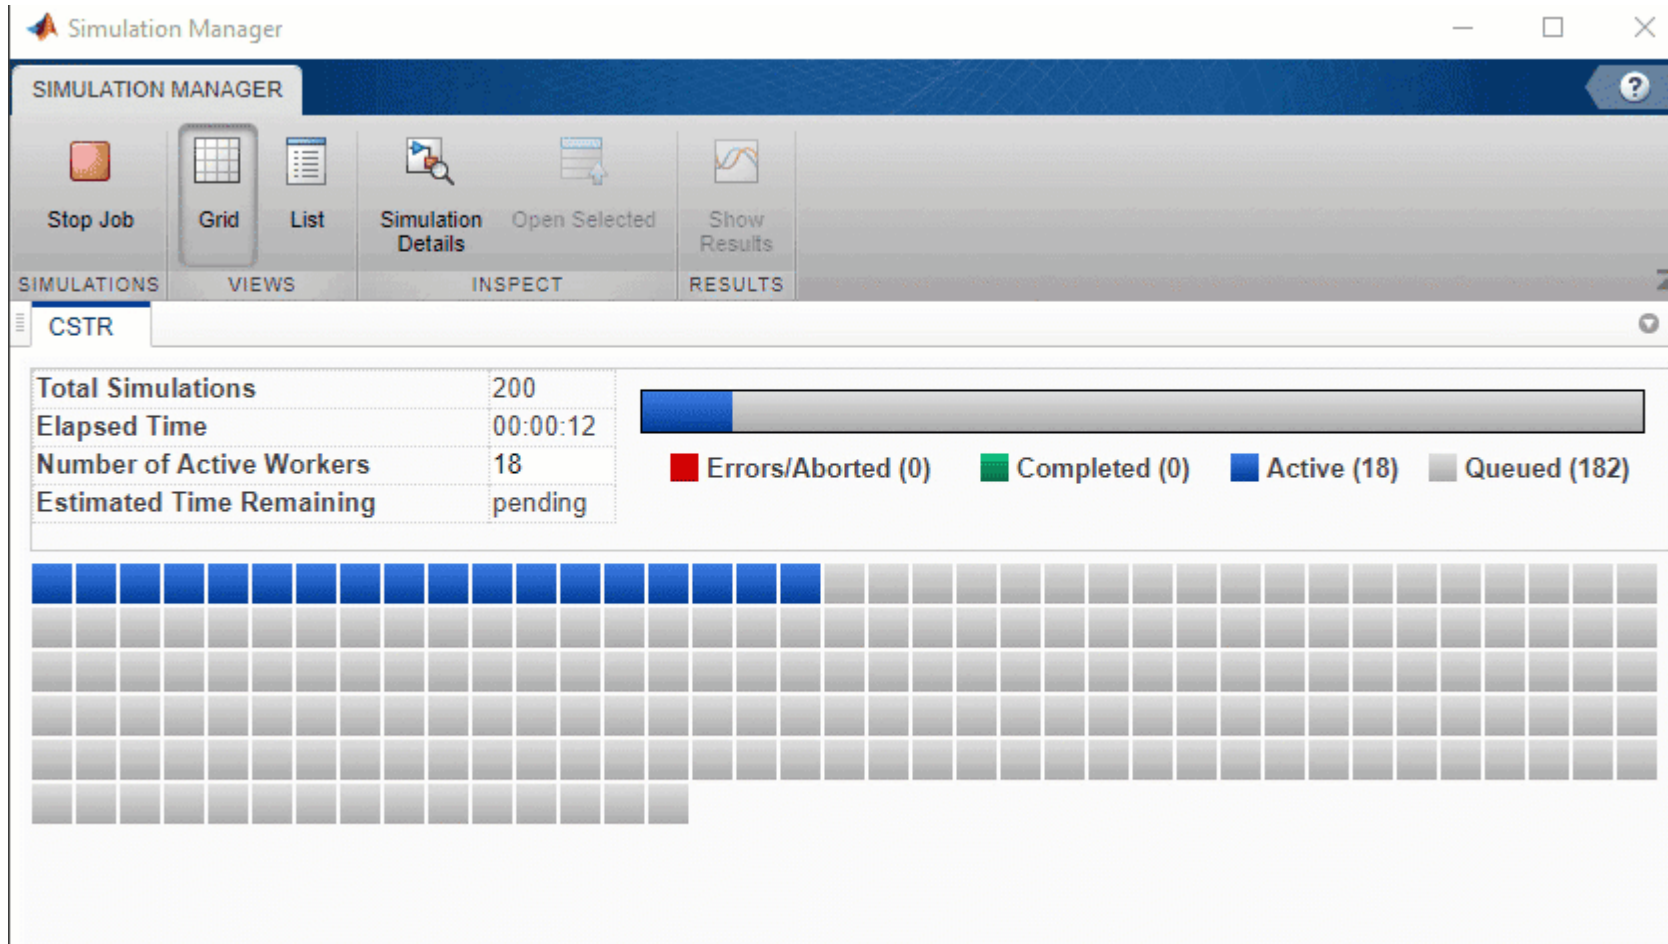 Simulation Manager
SIMULATION MANAGER
?
Stop Job
Grid
List
Simulation Details
Open Selected
Show Results
SIMULATIONS
VIEWS
INSPECT
RESULTS
CSTR
Total Simulations 200
Elapsed Time 00:00:12
Number of Active Workers 18
Estimated Time Remaining pending
Errors/Aborted (0) Completed (0) Active (18) Queued (182)